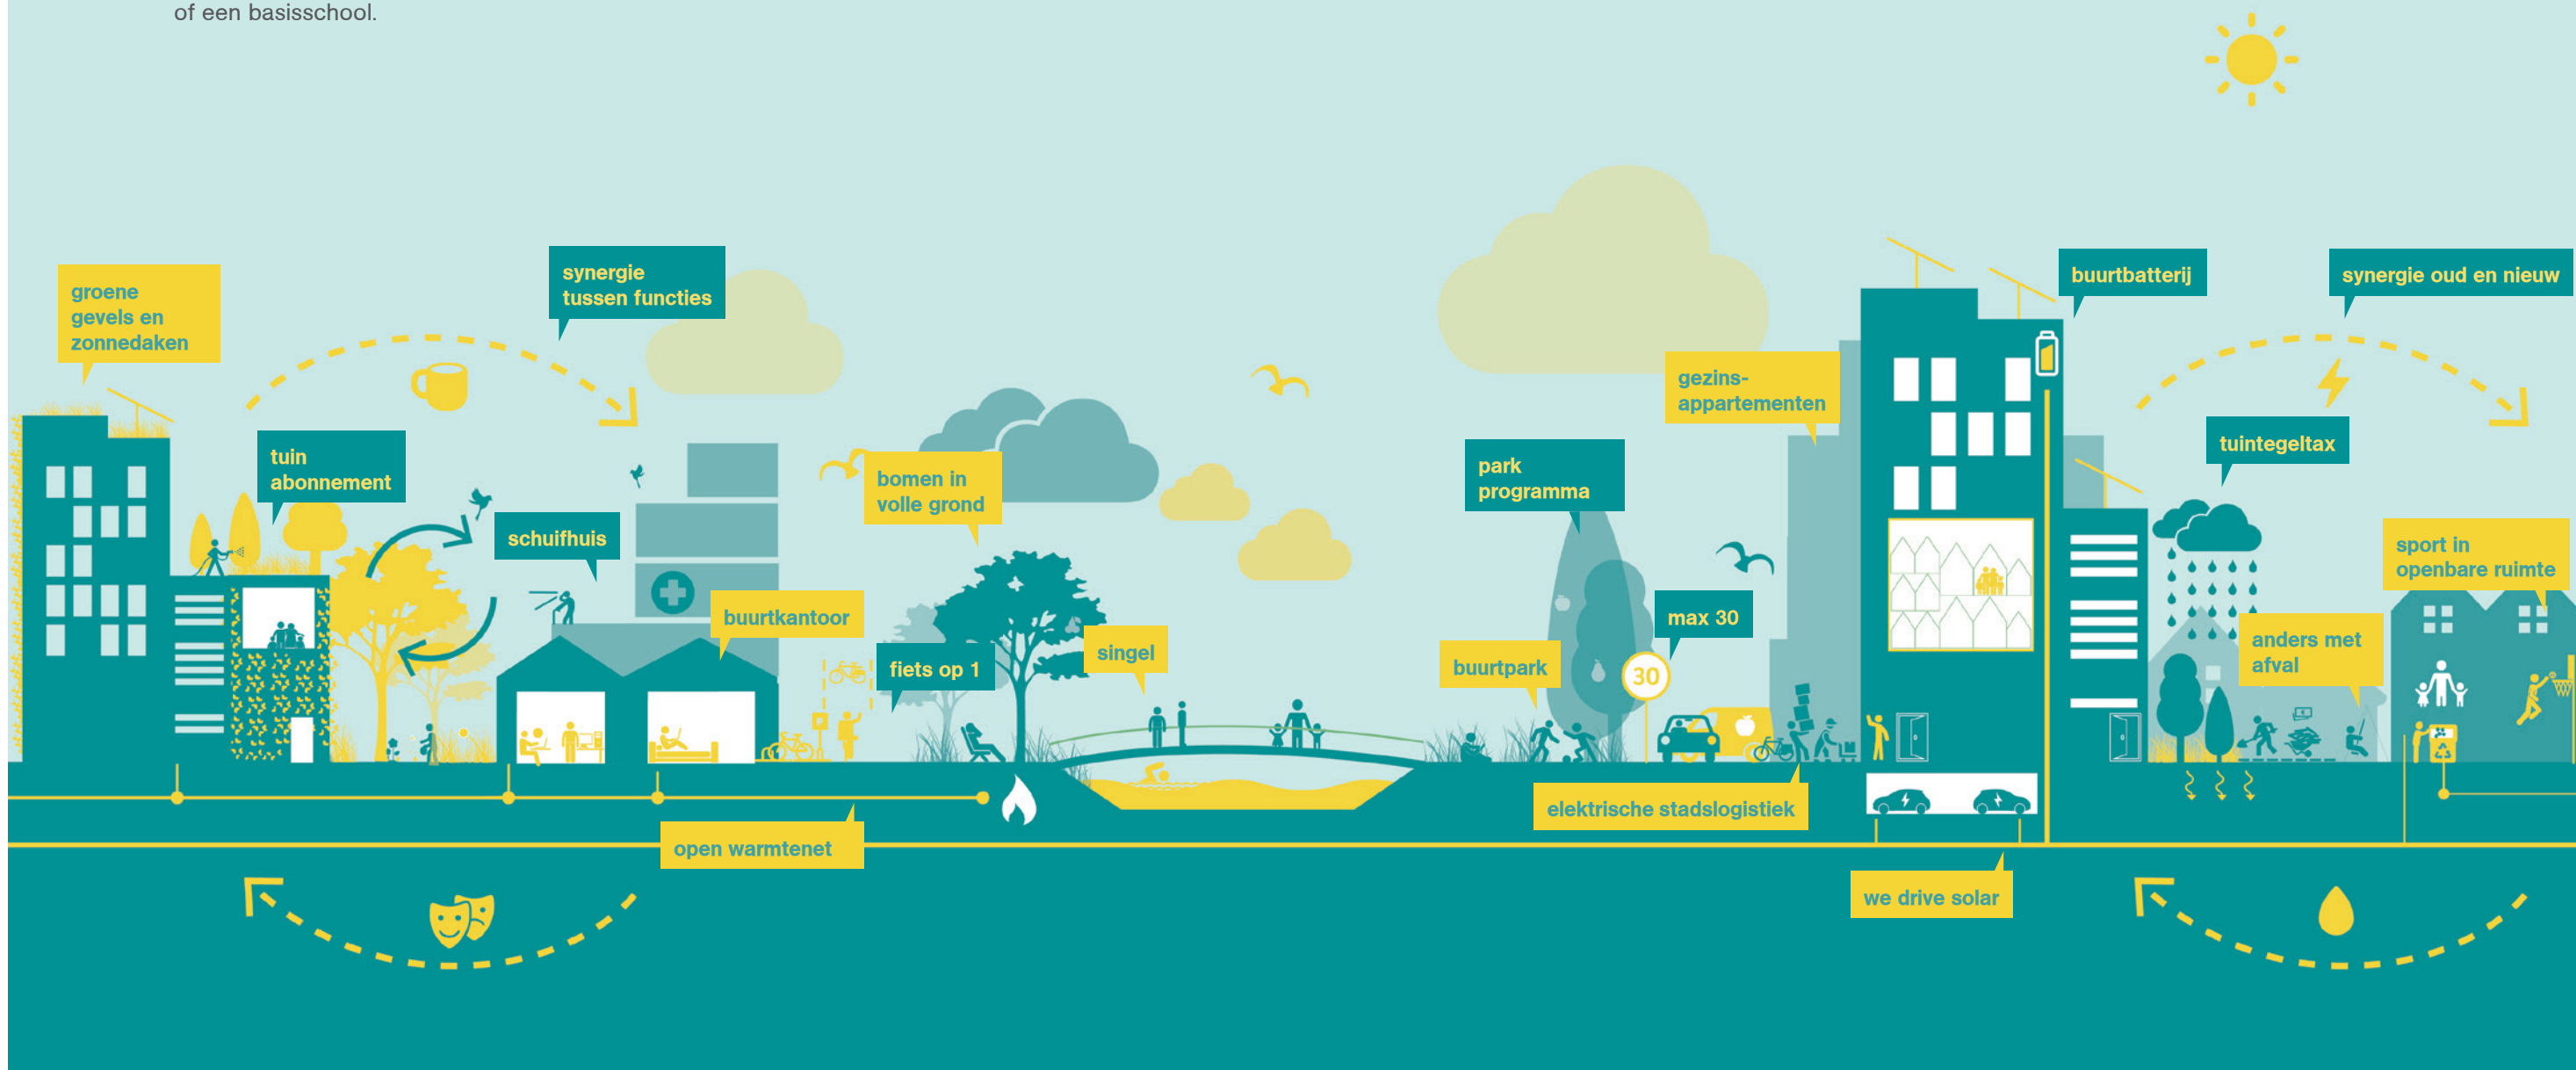 of een basisschool.
groene
gevels en
zonnedaken
synergie
tussen functies
buurtbatterij
synergie oud en nieuw
gezins-
appartementen
tuin
abonnement
tuintegeltax
bomen in
volle grond
park
programma
schuifhuis
sport in
openbare ruimte
buurtkantoor
max 30
fiets op 1
singel
buurtpark
anders met
afval
30
elektrische stadslogistiek
open warmtenet
we drive solar